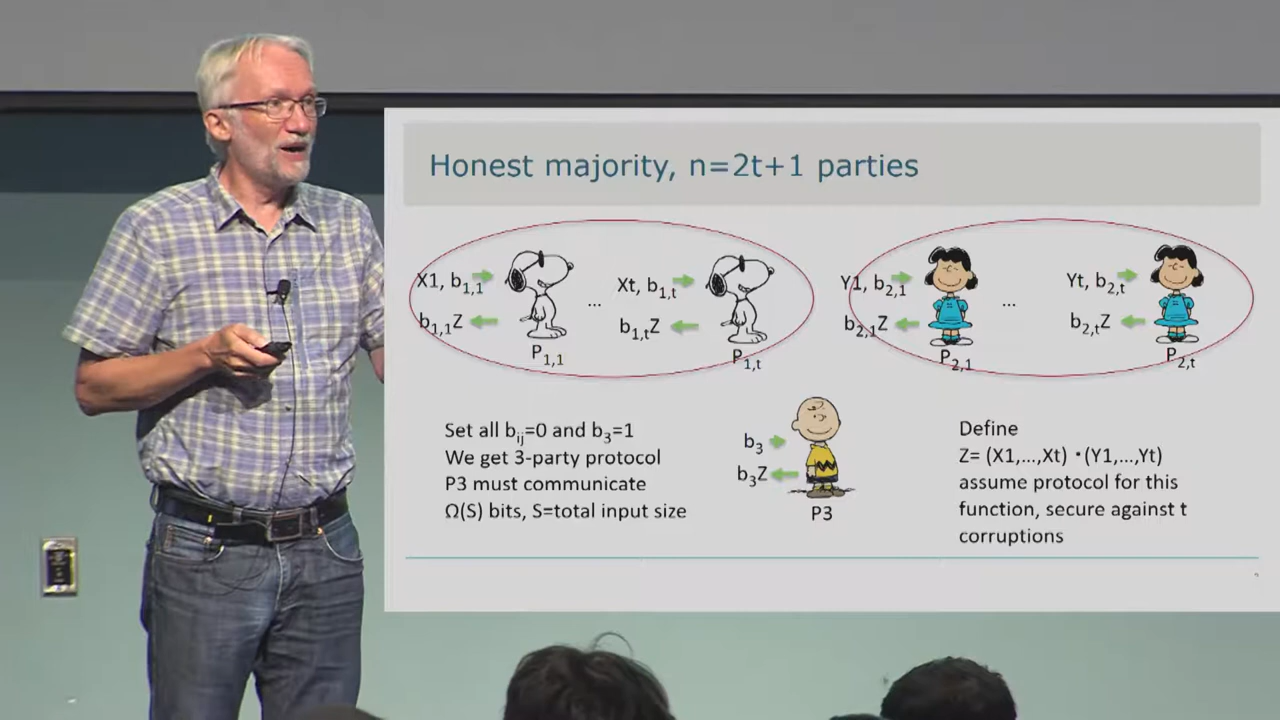 Honest majority, n=2t+1 parties
X1, b1,1
Xt, b1,t
Y1, b2,1
Yt, b2,t
...
...
b1,1Z
b1,tZ
b2,1Z
b2,tZ
P1,1
P1,t
P2,1
P2,t
Set all bij=0 and b3=1
We get 3-party protocol
P3 must communicate
Ω(S) bits, S=total input size
b3
b3Z
P3
Define
Z= (X1,...,Xt) ·(Y1,...,Yt)
assume protocol for this
function, secure against t
corruptions